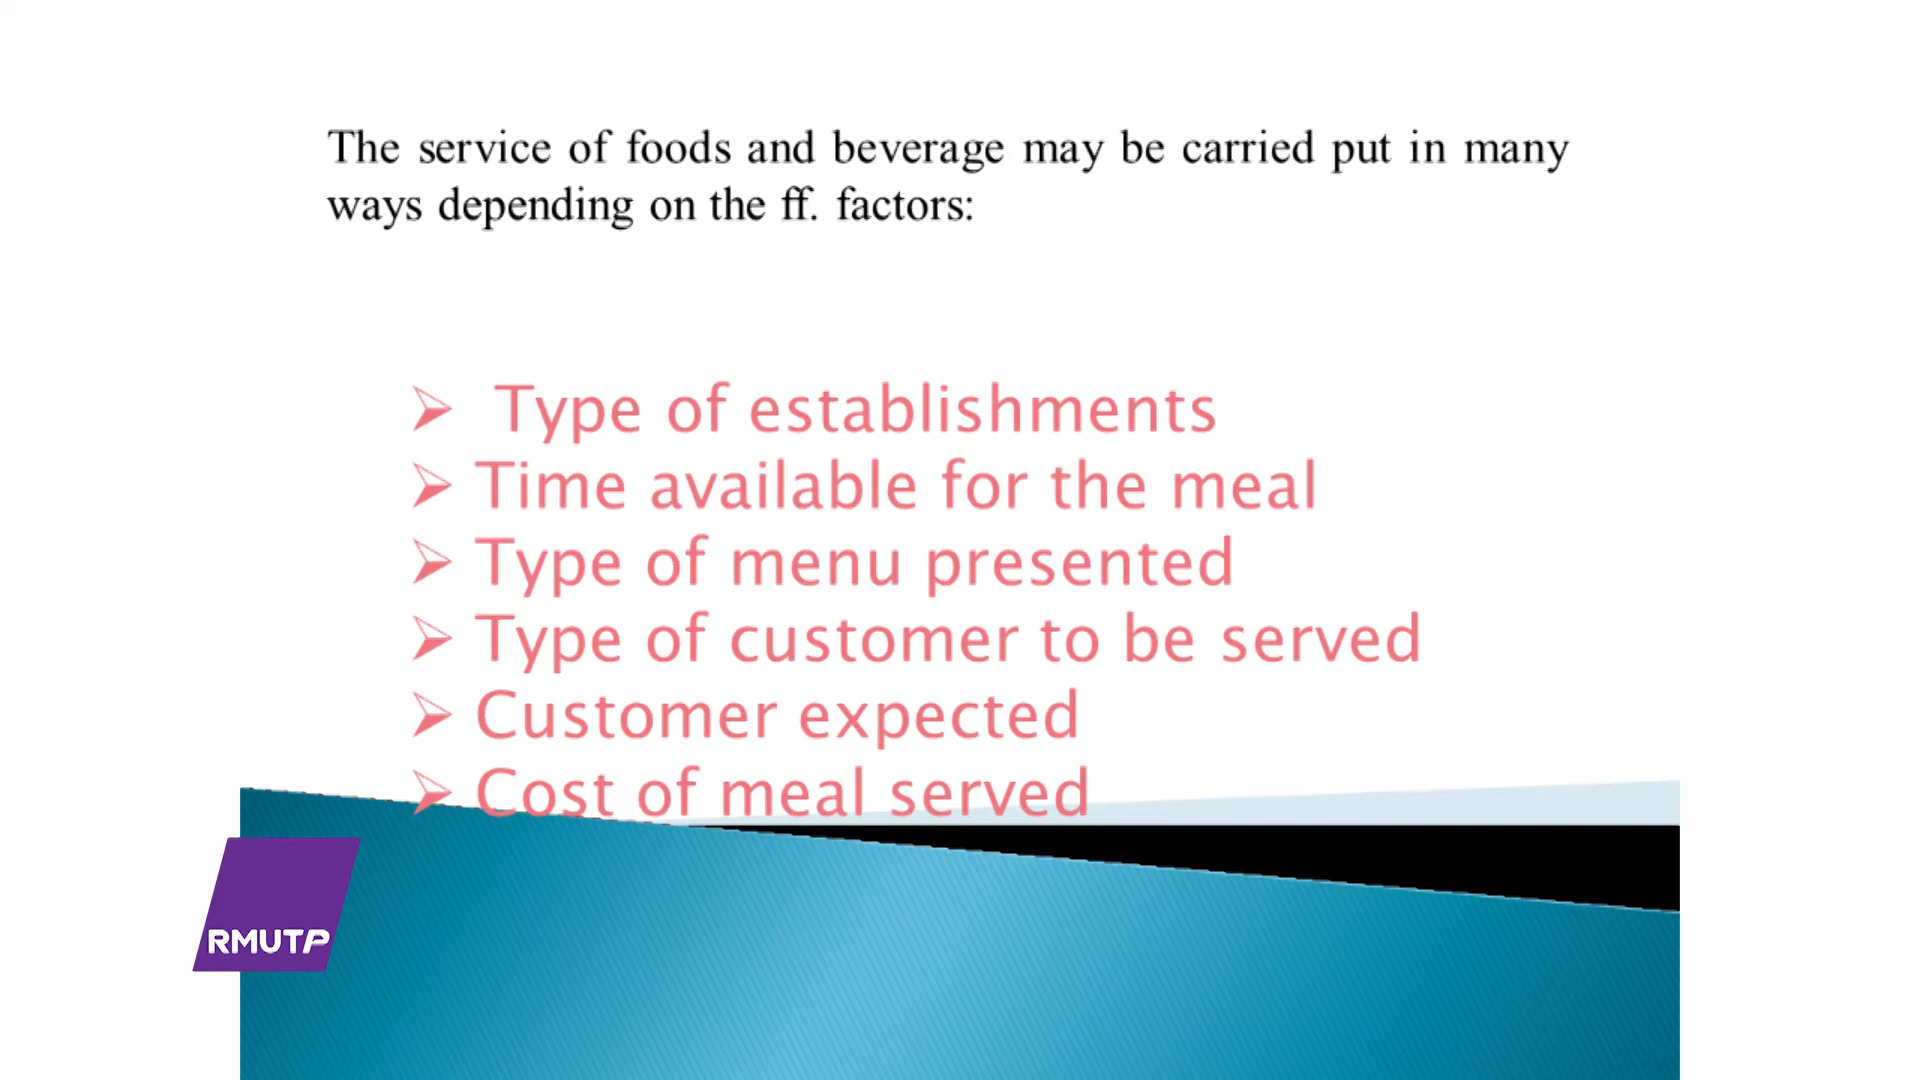 The service of foods and beverage may be carried put in many
ways depending on the ff. factors:
➢ Type of establishments
➢ Time available for the meal
➢ Type of menu presented
➢ Type of customer to be served
➢ Customer expected
➢ Cost of meal served
RMUTP